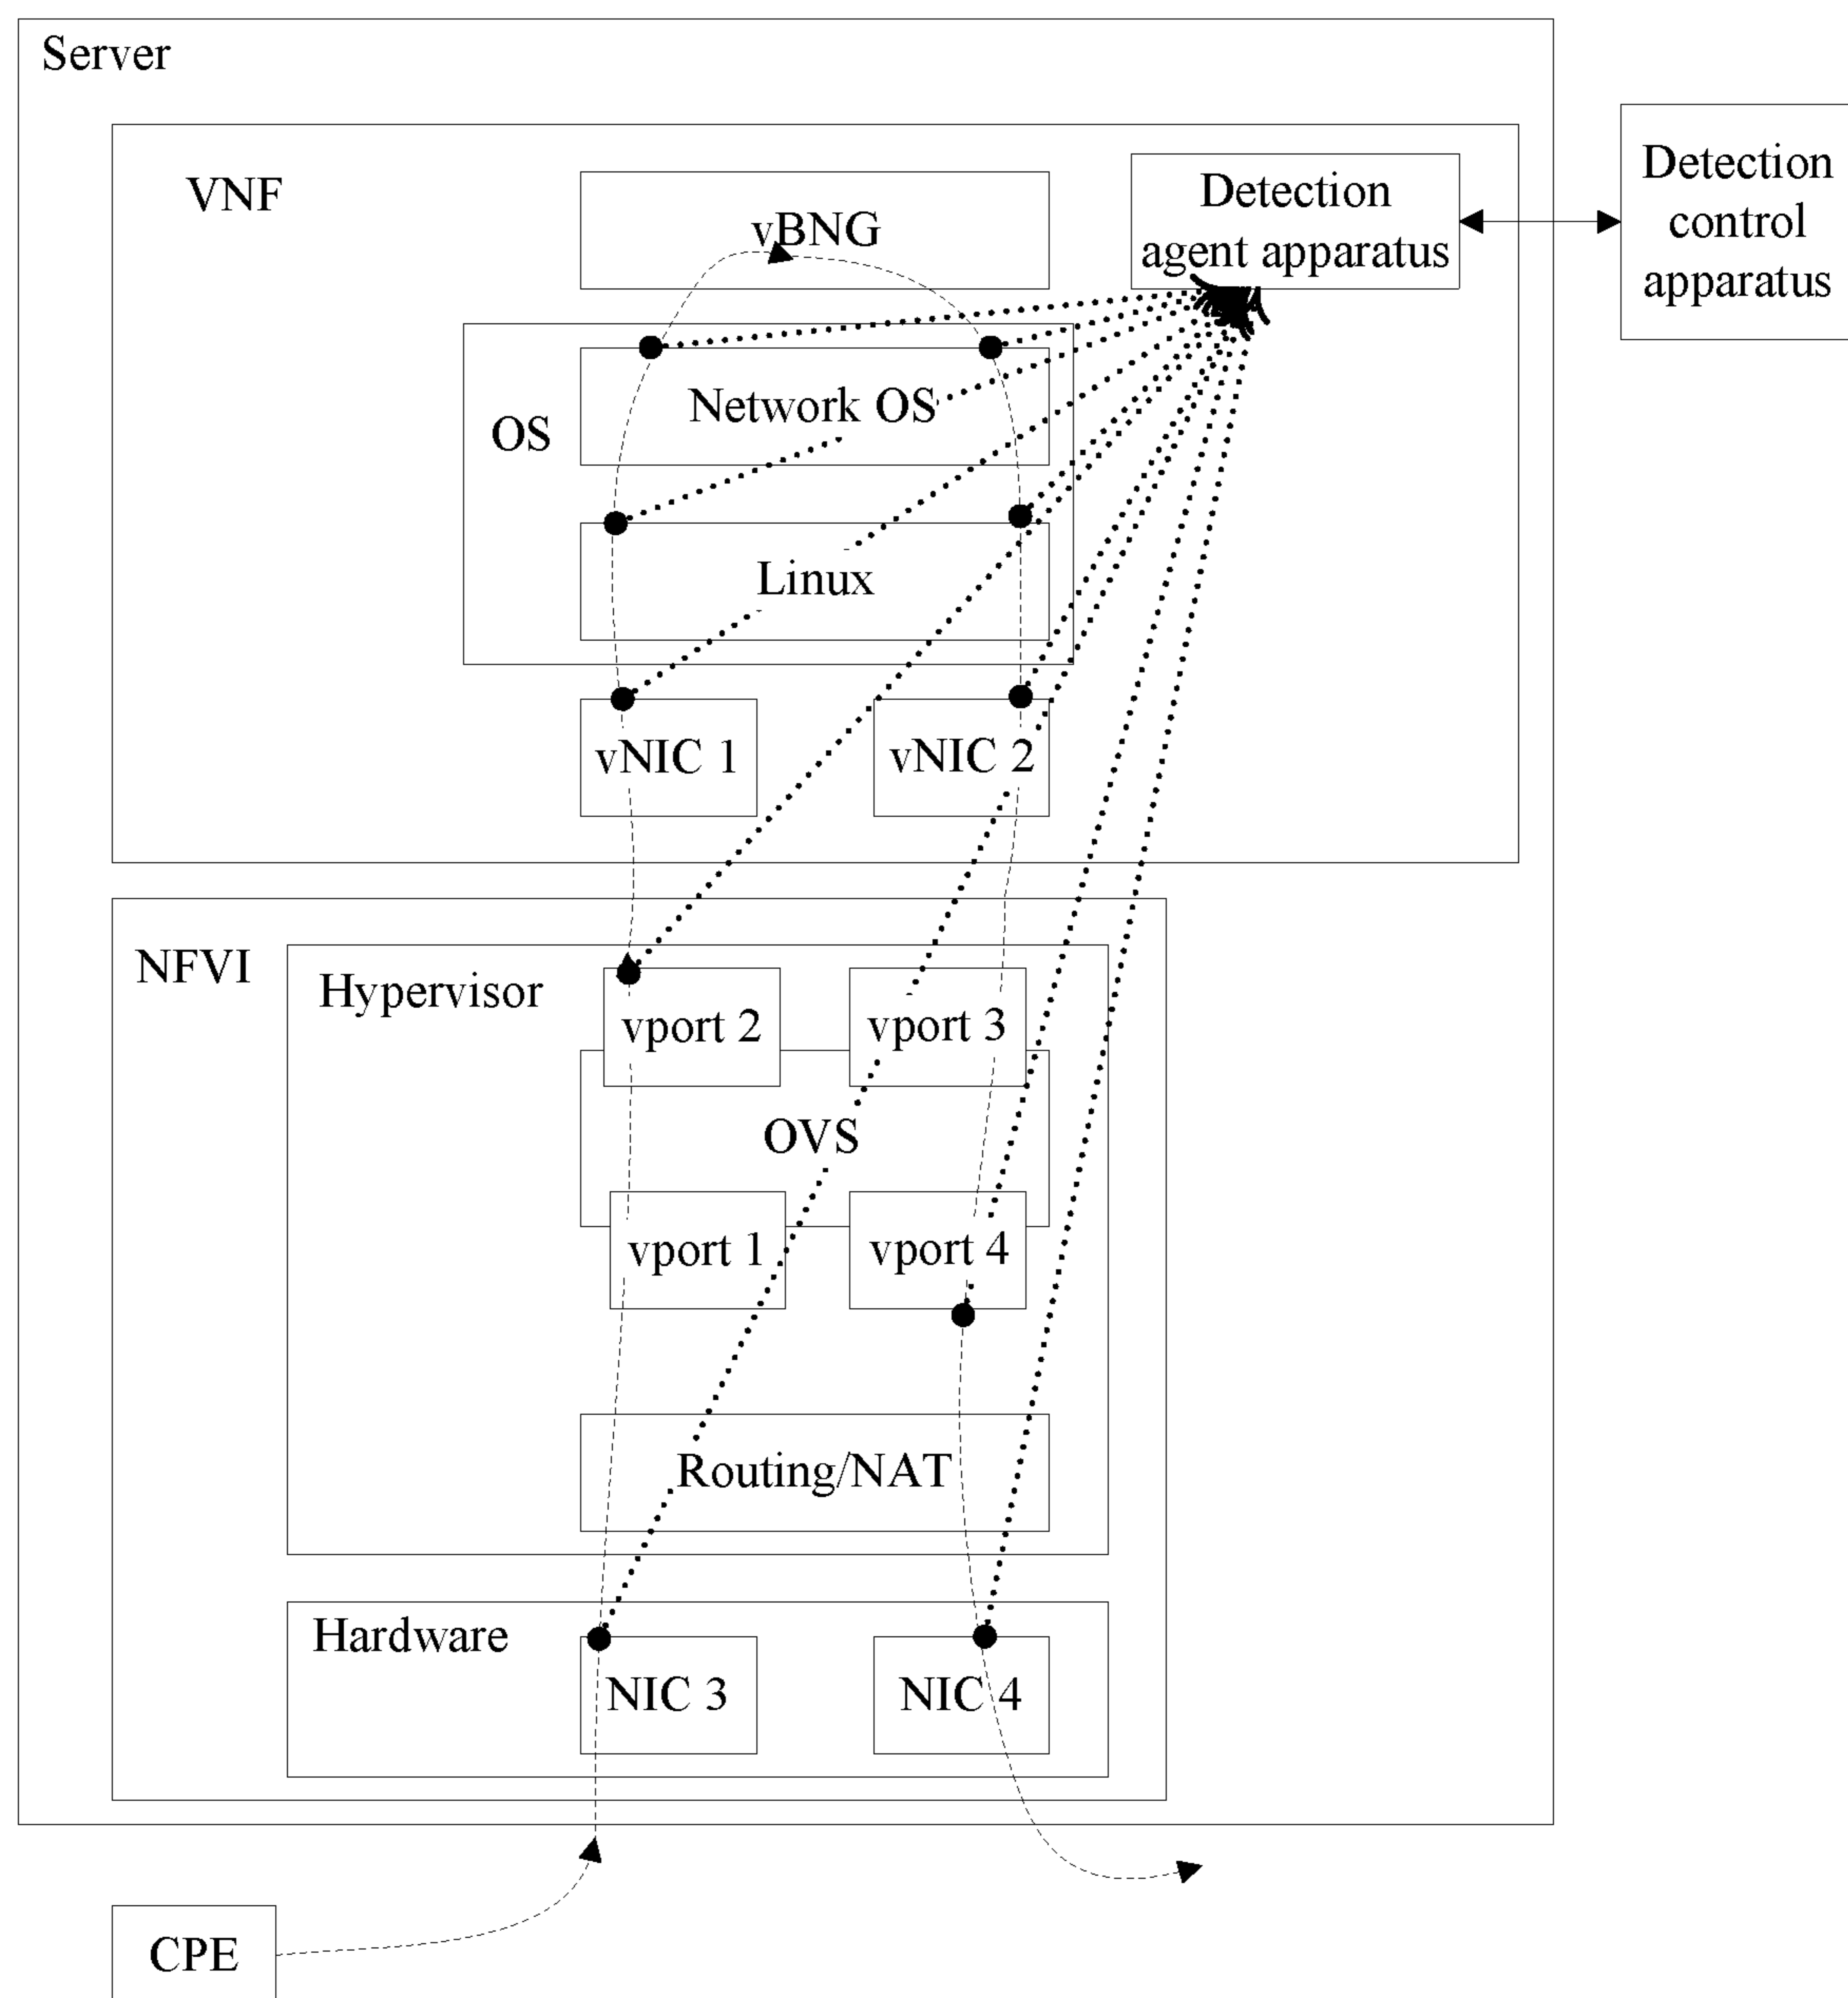 Server
VNF
vBNG
Detection
agent apparatus
Detection
control
apparatus
OS
Network OS
Linux
vNIC 1
vNIC 2
NFVI
Hypervisor
vport 2
vport 3
OVS
vport 1
vport 4
Routing/NAT
Hardware
NIC 3
NIC 4
CPE